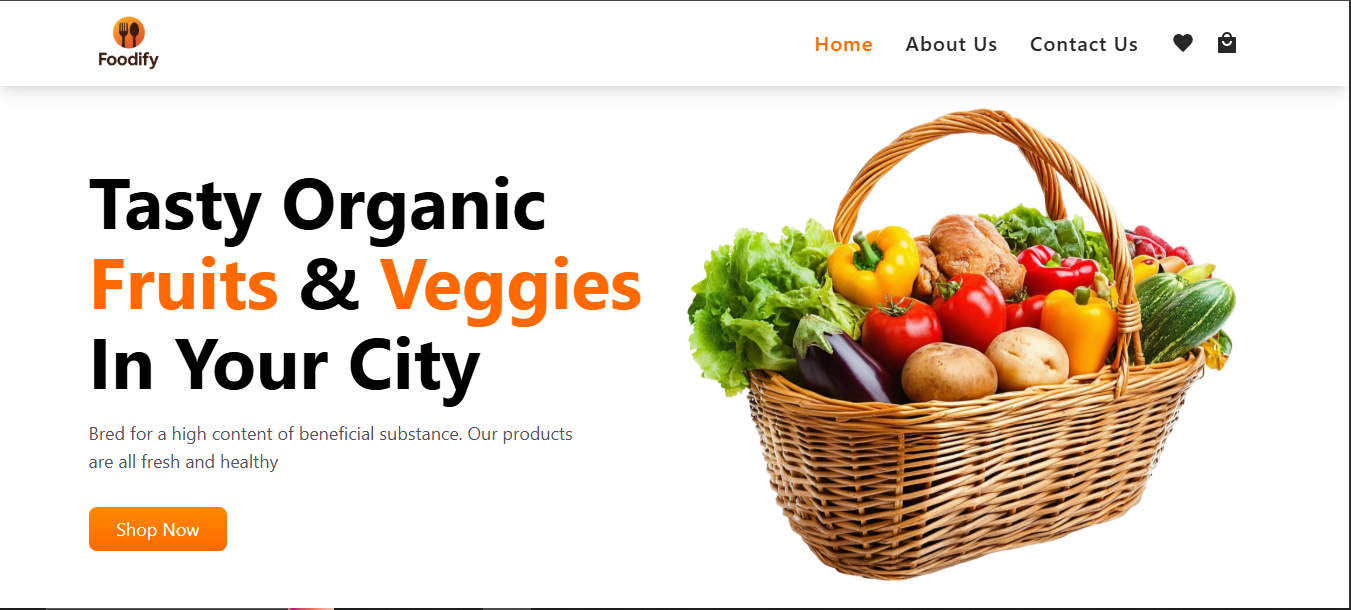 Foodify
Home About Us Contact Us
Tasty Organic
Fruits & Veggies
In Your City
Bred for a high content of beneficial substance. Our products
are all fresh and healthy
Shop Now